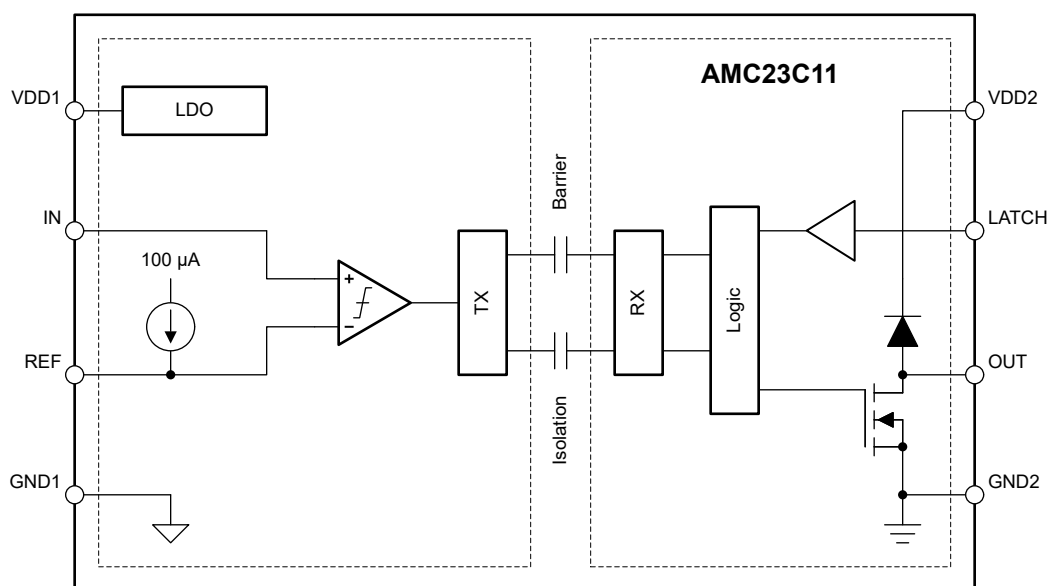 AMC23C11
VDD1
LDO
VDD2
IN
Barrier
LATCH
100 µA
+
−
TX
RX
Logic
REF
OUT
Isolation
GND1
GND2